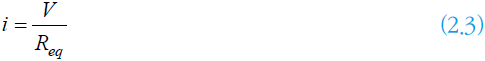 i = V / R_eq (2.3)